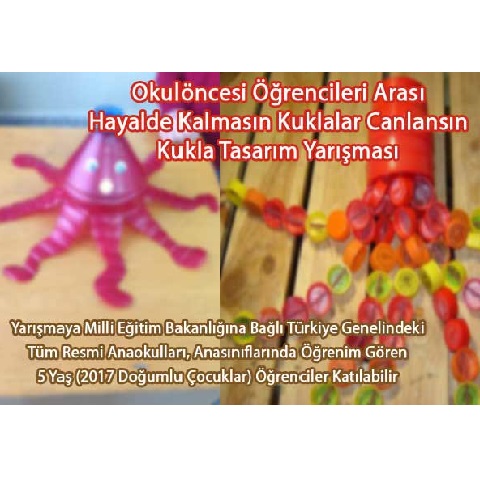 Okulöncesi Öğrencileri Arası
Hayalde Kalmasın Kuklalar Canlansın
Kukla Tasarım Yarışması
Yarışmaya Milli Eğitim Bakanlığına Bağlı Türkiye Genelindeki
Tüm Resmi Anaokulları, Anasınıflarında Öğrenim Gören
5 Yaş (2017 Doğumlu Çocuklar) Öğrenciler Katılabilir